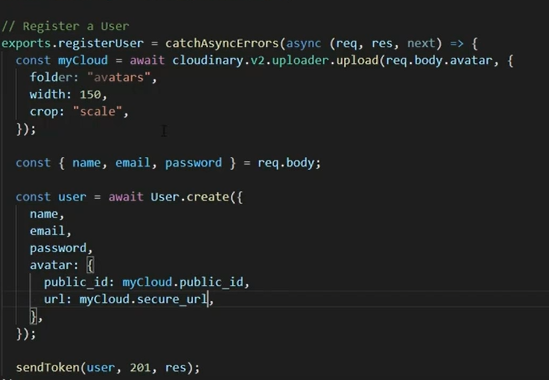 // Register a User
exports.registerUser = catchAsyncErrors(async (req, res, next) => {
  const myCloud = await cloudinary.v2.uploader.upload(req.body.avatar, {
    folder: "avatars",
    width: 150,
    crop: "scale",
  });
  const { name, email, password } = req.body;
  const user = await User.create({
    name,
    email,
    password,
    avatar: {
      public_id: myCloud.public_id,
      url: myCloud.secure_url,
    },
  });
  sendToken(user, 201, res);